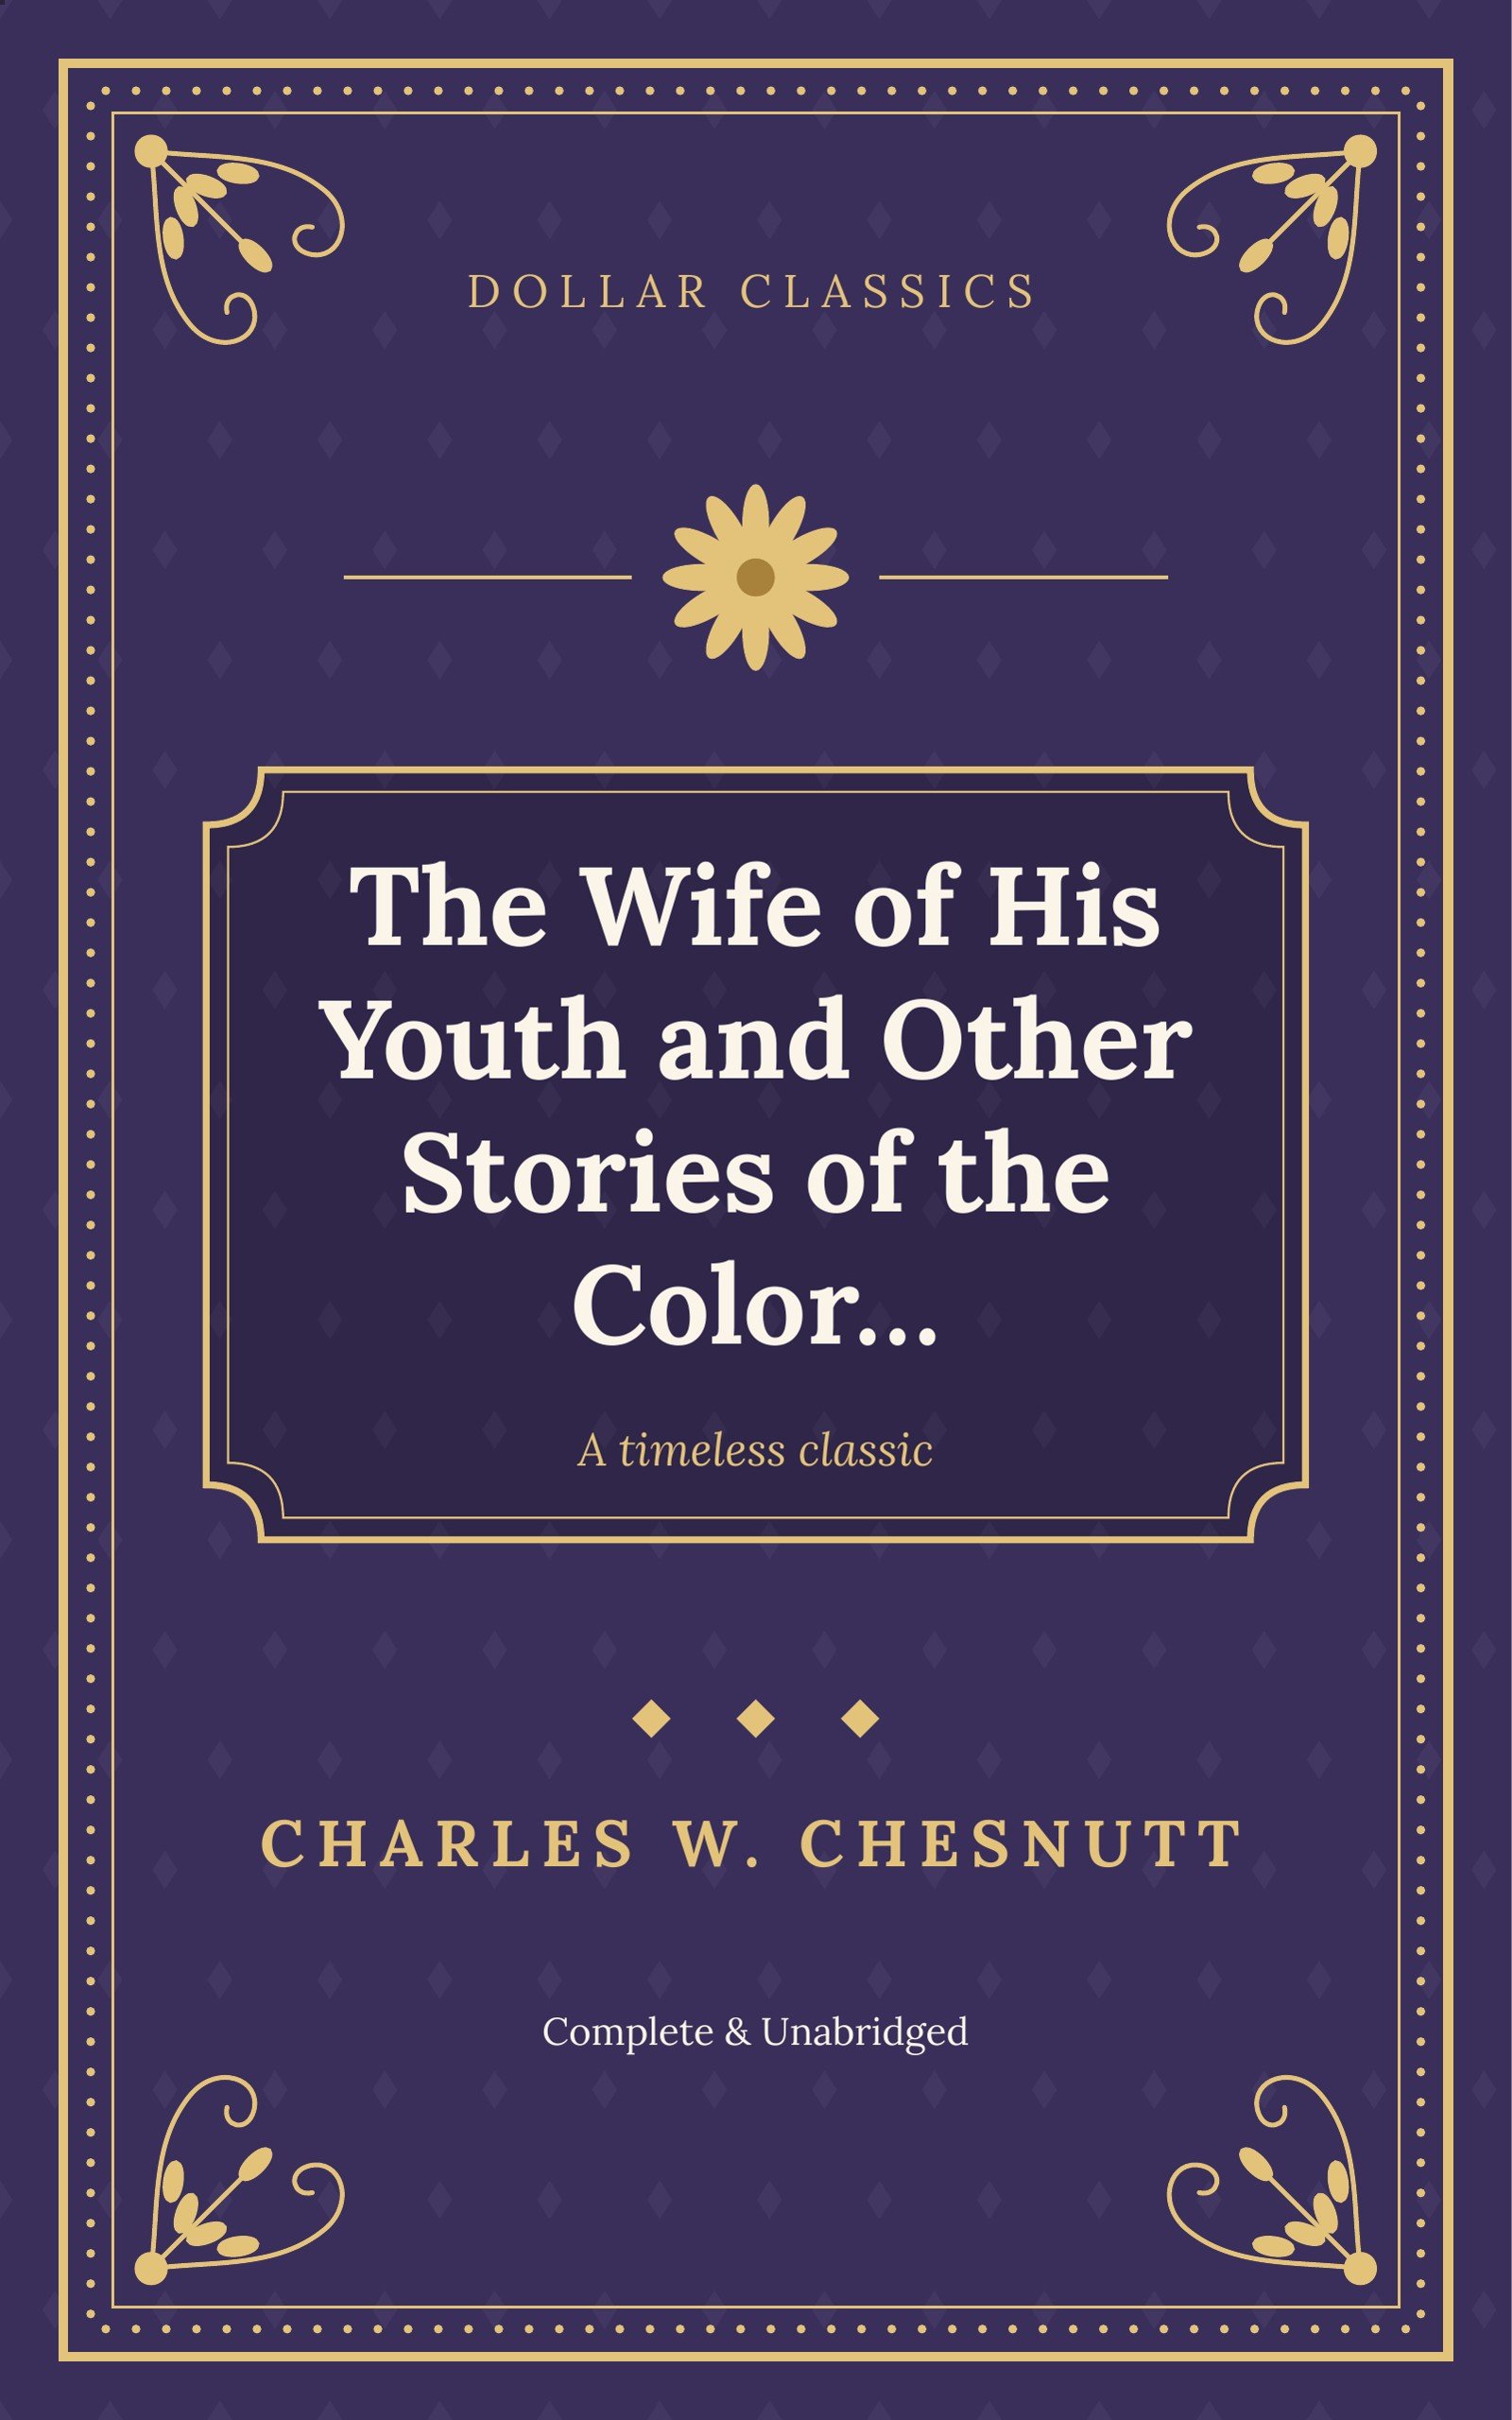 DOLLAR CLASSICS
The Wife of His
Youth and Other
Stories of the
Color...
A timeless classic
CHARLES W. CHESNUTT
Complete & Unabridged